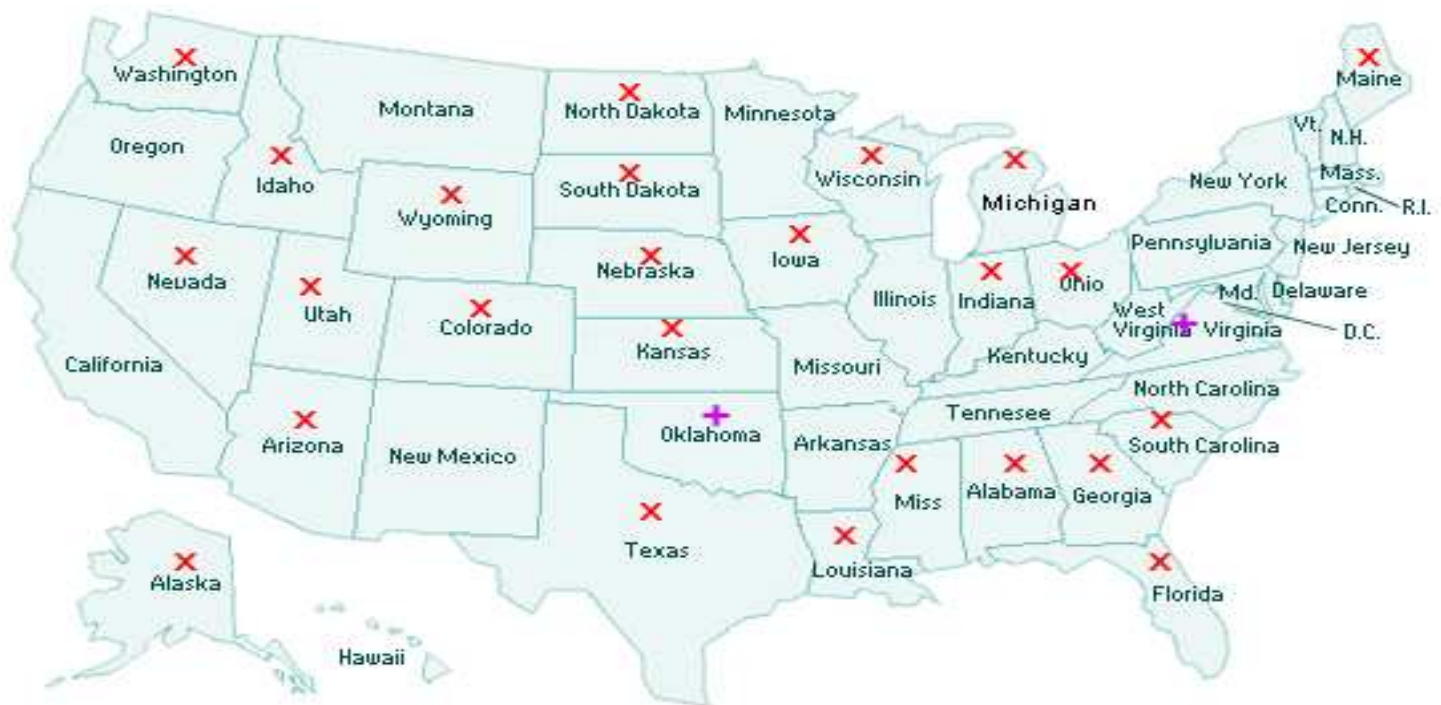 Washington
Maine
Montana
North Dakota
Minnesota
Oregon
Vt.
N.H.
Idaho
South Dakota
Wisconsin
Mass.
New York
Wyoming
Michigan
Conn.
R.I.
Pennsylvania
New Jersey
Nevada
Nebraska
Iowa
Utah
Colorado
Illinois
Indiana
Ohio
Md.
Delaware
West
Virginia
Virginia
D.C.
California
Kansas
Missouri
Kentucky
North Carolina
Arizona
New Mexico
Oklahoma
Arkansas
Tennesee
South Carolina
Miss
Alabama
Georgia
Texas
Louisiana
Alaska
Florida
Hawaii